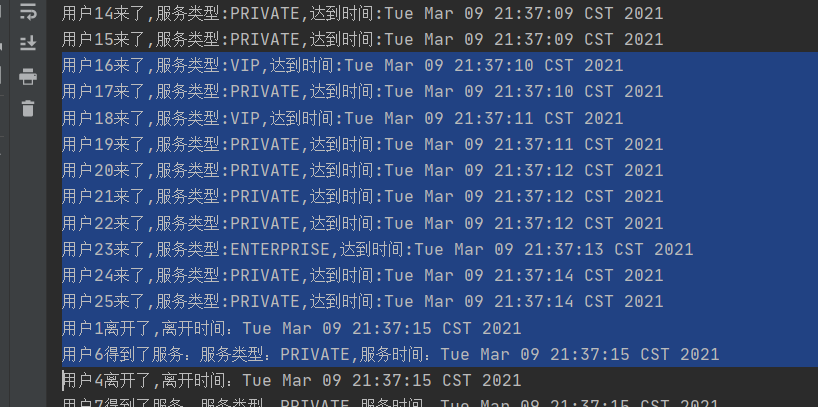 用户14来了,服务类型:PRIVATE,达到时间:Tue Mar 09 21:37:09 CST 2021
用户15来了,服务类型:PRIVATE,达到时间:Tue Mar 09 21:37:09 CST 2021
用户16来了,服务类型:VIP,达到时间:Tue Mar 09 21:37:10 CST 2021
用户17来了,服务类型:PRIVATE,达到时间:Tue Mar 09 21:37:10 CST 2021
用户18来了,服务类型:VIP,达到时间:Tue Mar 09 21:37:11 CST 2021
用户19来了,服务类型:PRIVATE,达到时间:Tue Mar 09 21:37:11 CST 2021
用户20来了,服务类型:PRIVATE,达到时间:Tue Mar 09 21:37:12 CST 2021
用户21来了,服务类型:PRIVATE,达到时间:Tue Mar 09 21:37:12 CST 2021
用户22来了,服务类型:PRIVATE,达到时间:Tue Mar 09 21:37:12 CST 2021
用户23来了,服务类型:ENTERPRISE,达到时间:Tue Mar 09 21:37:13 CST 2021
用户24来了,服务类型:PRIVATE,达到时间:Tue Mar 09 21:37:14 CST 2021
用户25来了,服务类型:PRIVATE,达到时间:Tue Mar 09 21:37:14 CST 2021
用户1离开了,离开时间：Tue Mar 09 21:37:15 CST 2021
用户6得到了服务：服务类型：PRIVATE,服务时间：Tue Mar 09 21:37:15 CST 2021
用户4离开了,离开时间：Tue Mar 09 21:37:15 CST 2021
用户7得到了服务：服务类型：PRIVATE,服务时间：Tue Mar 09 21:37:15 CST 2021